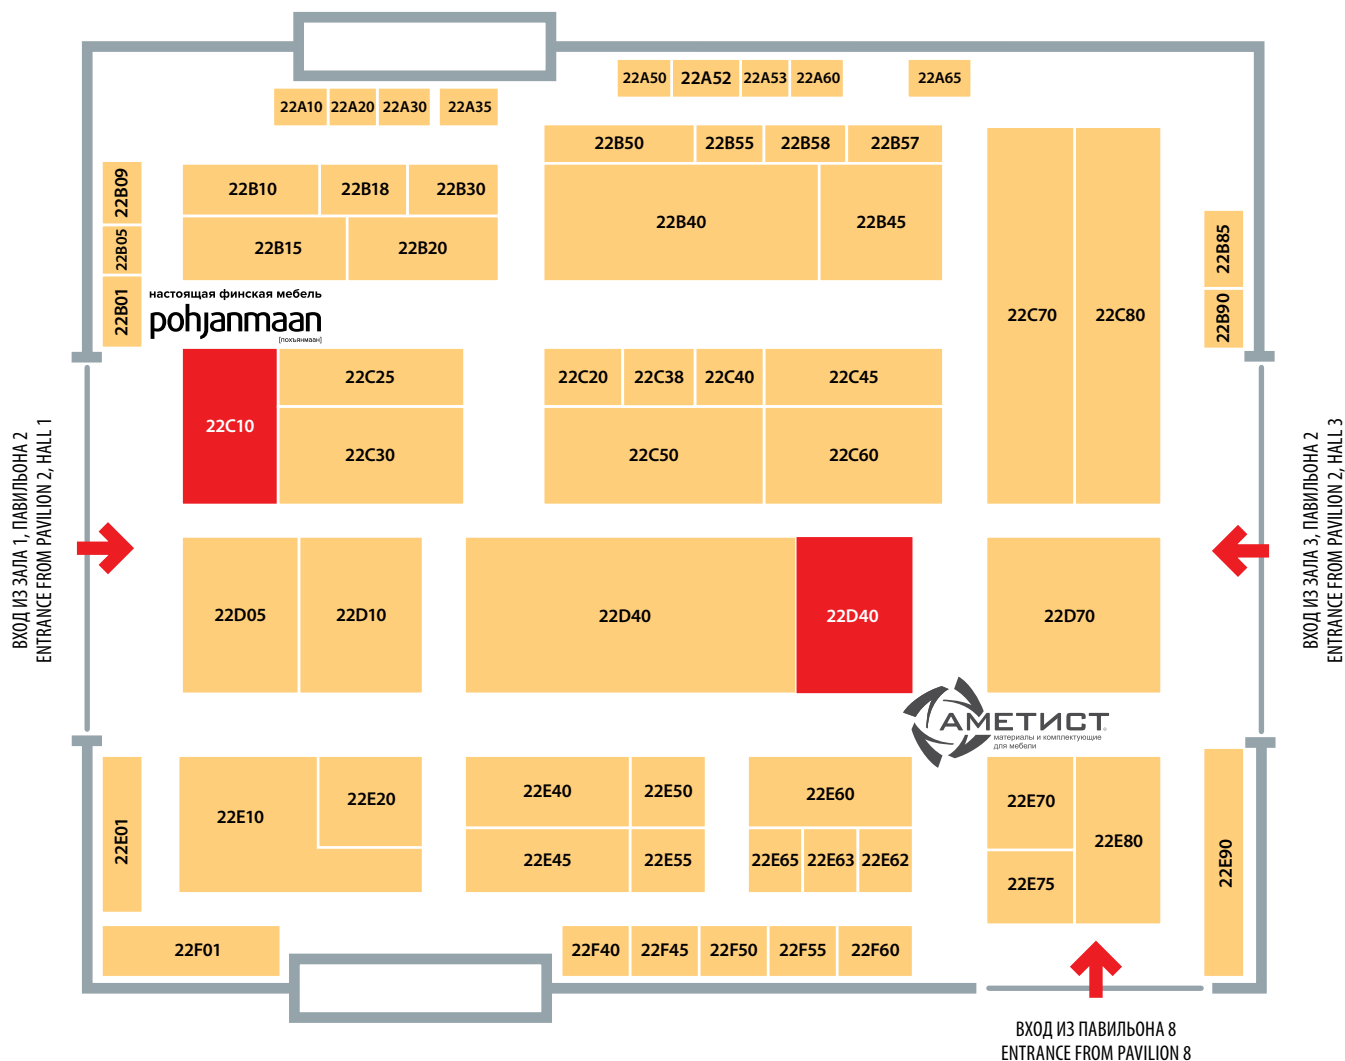 22A50 22A52 22A53 22A60 22A65
22A10 22A20 22A30 22A35
22B50 22B55 22B58 22B57
22B09 22B10 22B18 22B30
22B40 22B45
22B05 22B15 22B20
22B85
22B01
22B90
настоящая финская мебель
pohjanmaan
[похъянмаан]
22C70 22C80
22C25 22C20 22C38 22C40 22C45
22C10
22C30 22C50 22C60
ВХОД ИЗ ЗАЛА 1, ПАВИЛЬОНА 2
ENTRANCE FROM PAVILION 2, HALL 1
ВХОД ИЗ ЗАЛА 3, ПАВИЛЬОНА 2
ENTRANCE FROM PAVILION 2, HALL 3
22D05 22D10 22D40 22D40 22D70
АМЕТИСТ
материалы и комплектующие
для мебели
22E01 22E10 22E20 22E40 22E50 22E60 22E70
22E80
22E45 22E55 22E65 22E63 22E62 22E75
22E90
22F01 22F40 22F45 22F50 22F55 22F60
ВХОД ИЗ ПАВИЛЬОНА 8
ENTRANCE FROM PAVILION 8